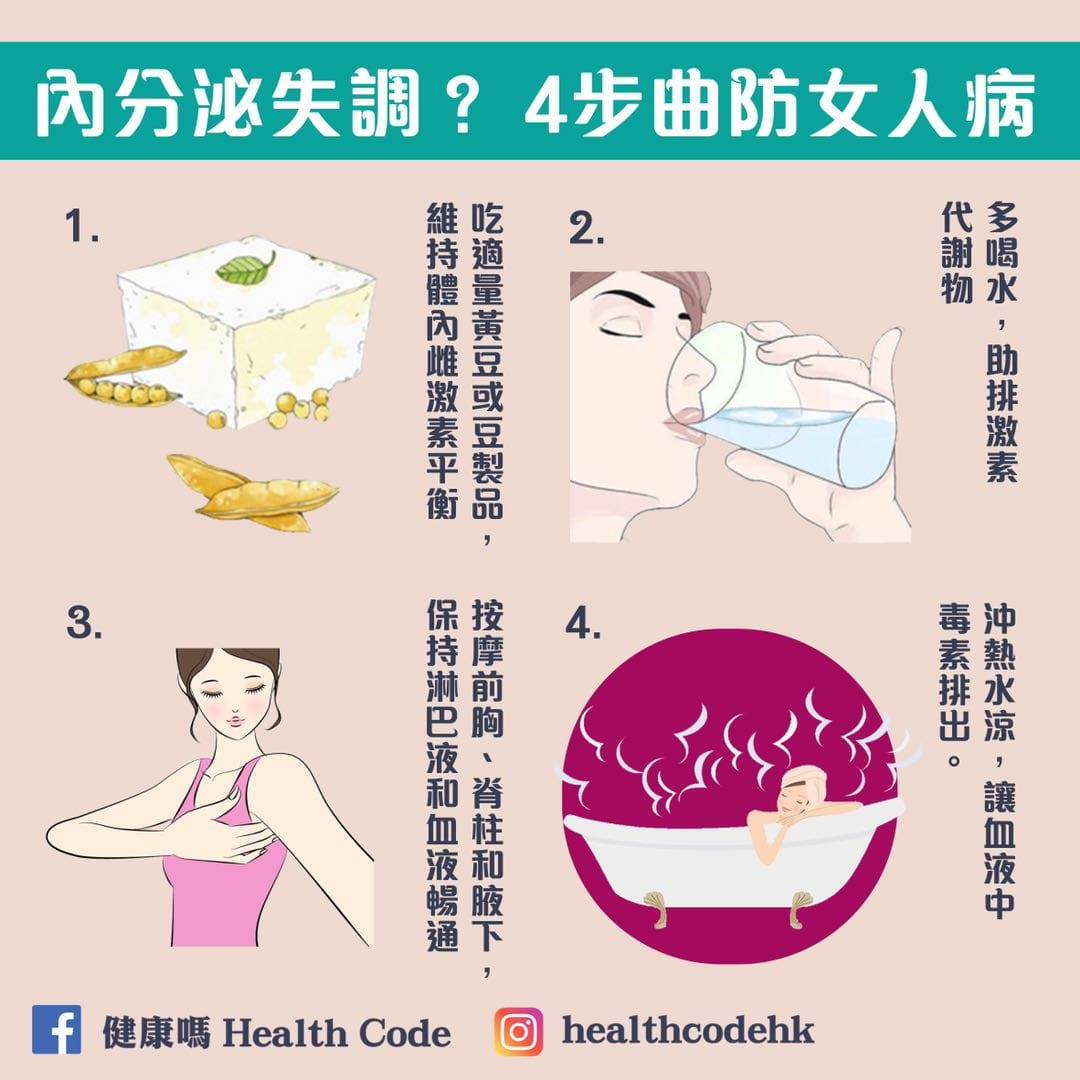 內分泌失調？ 4步曲防女人病
1.
吃適量黃豆或豆製品，
維持體內雌激素平衡
2.
多喝水，助排激素
代謝物
3.
按摩前胸、脊柱和腋下，
保持淋巴液和血液暢通
4.
沖熱水涼，讓血液中
毒素排出。
健康嗎 Health Code
healthcodehk